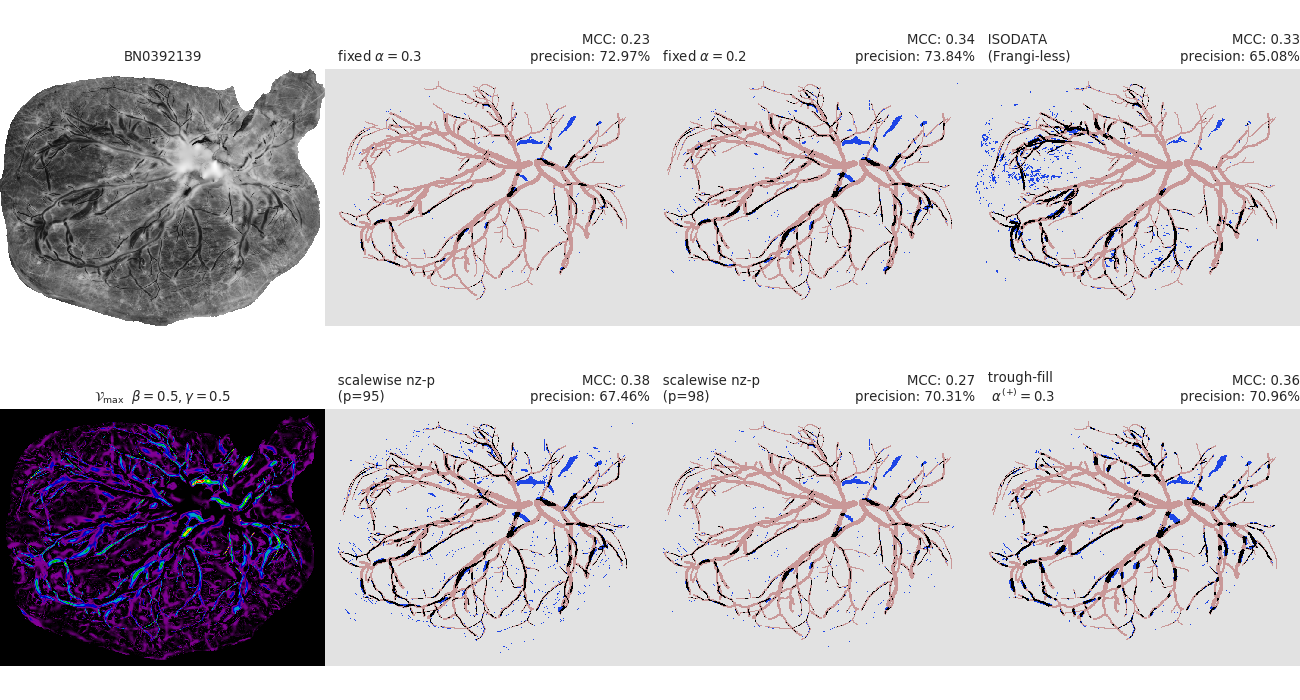 BN0392139
fixed α = 0.3
MCC: 0.23
precision: 72.97%
fixed α = 0.2
MCC: 0.34
precision: 73.84%
ISODATA
(Frangi-less)
MCC: 0.33
precision: 65.08%
𝒱max β = 0.5, γ = 0.5
scalewise nz-p
(p=95)
MCC: 0.38
precision: 67.46%
scalewise nz-p
(p=98)
MCC: 0.27
precision: 70.31%
trough-fill
α(+) = 0.3
MCC: 0.36
precision: 70.96%